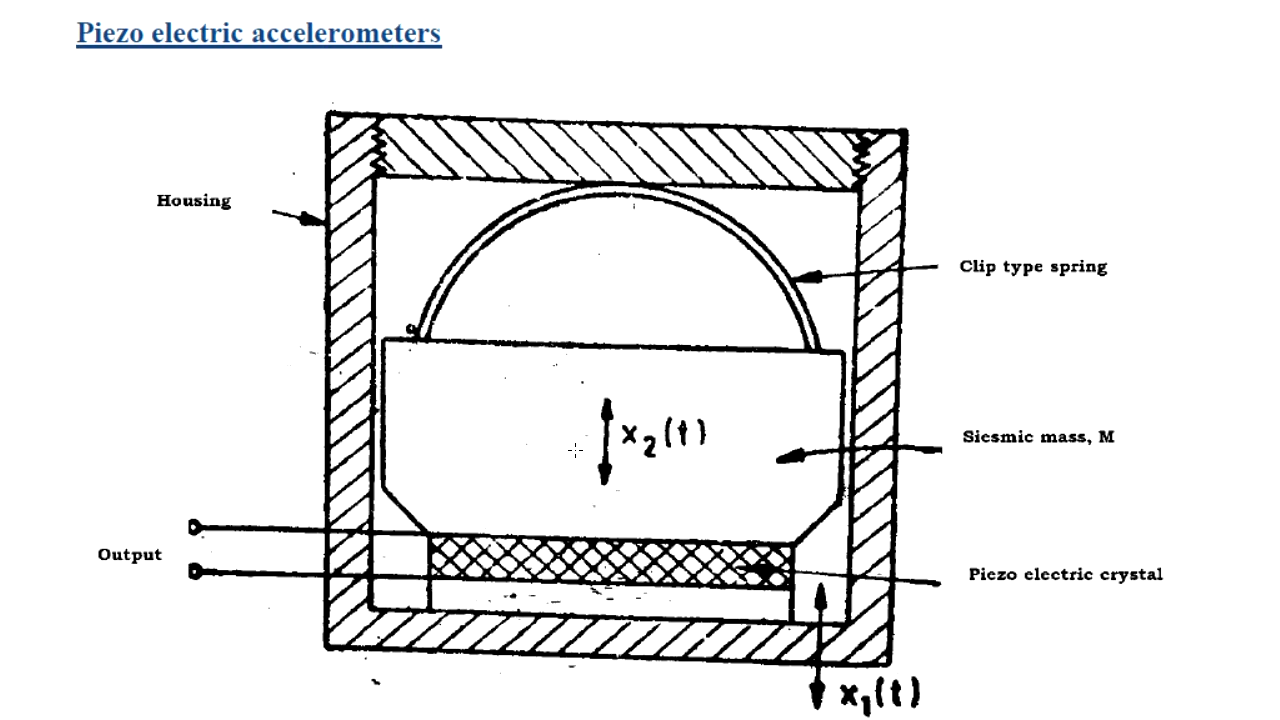 Piezo electric accelerometers
Housing
Clip type spring
x₂(t)
Siesmic mass, M
Output
Piezo electric crystal
x₁(t)